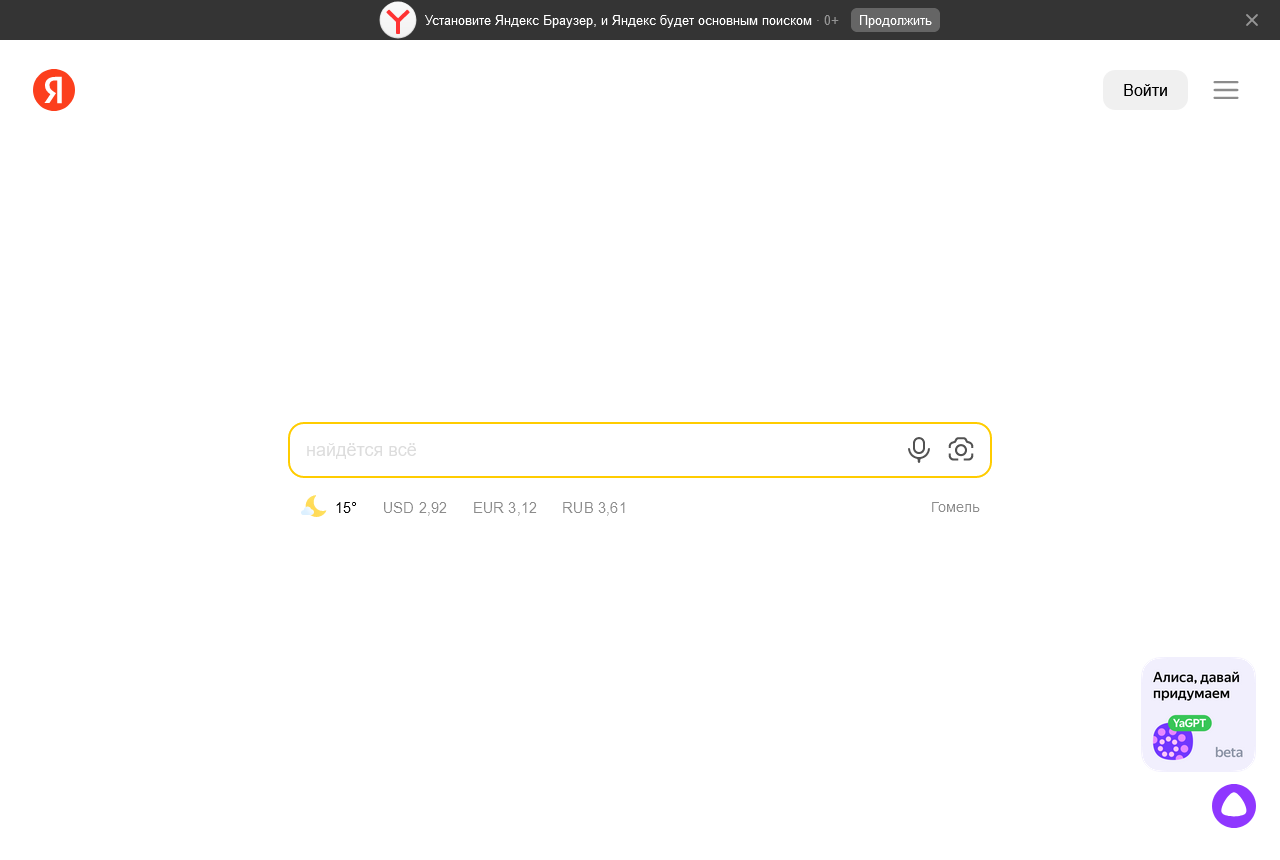 Установите Яндекс Браузер, и Яндекс будет основным поиском · 0+ Продолжить
Я
Войти
найдётся всё
15° USD 2,92 EUR 3,12 RUB 3,61 Гомель
Алиса, давай
придумаем
YaGPT
beta